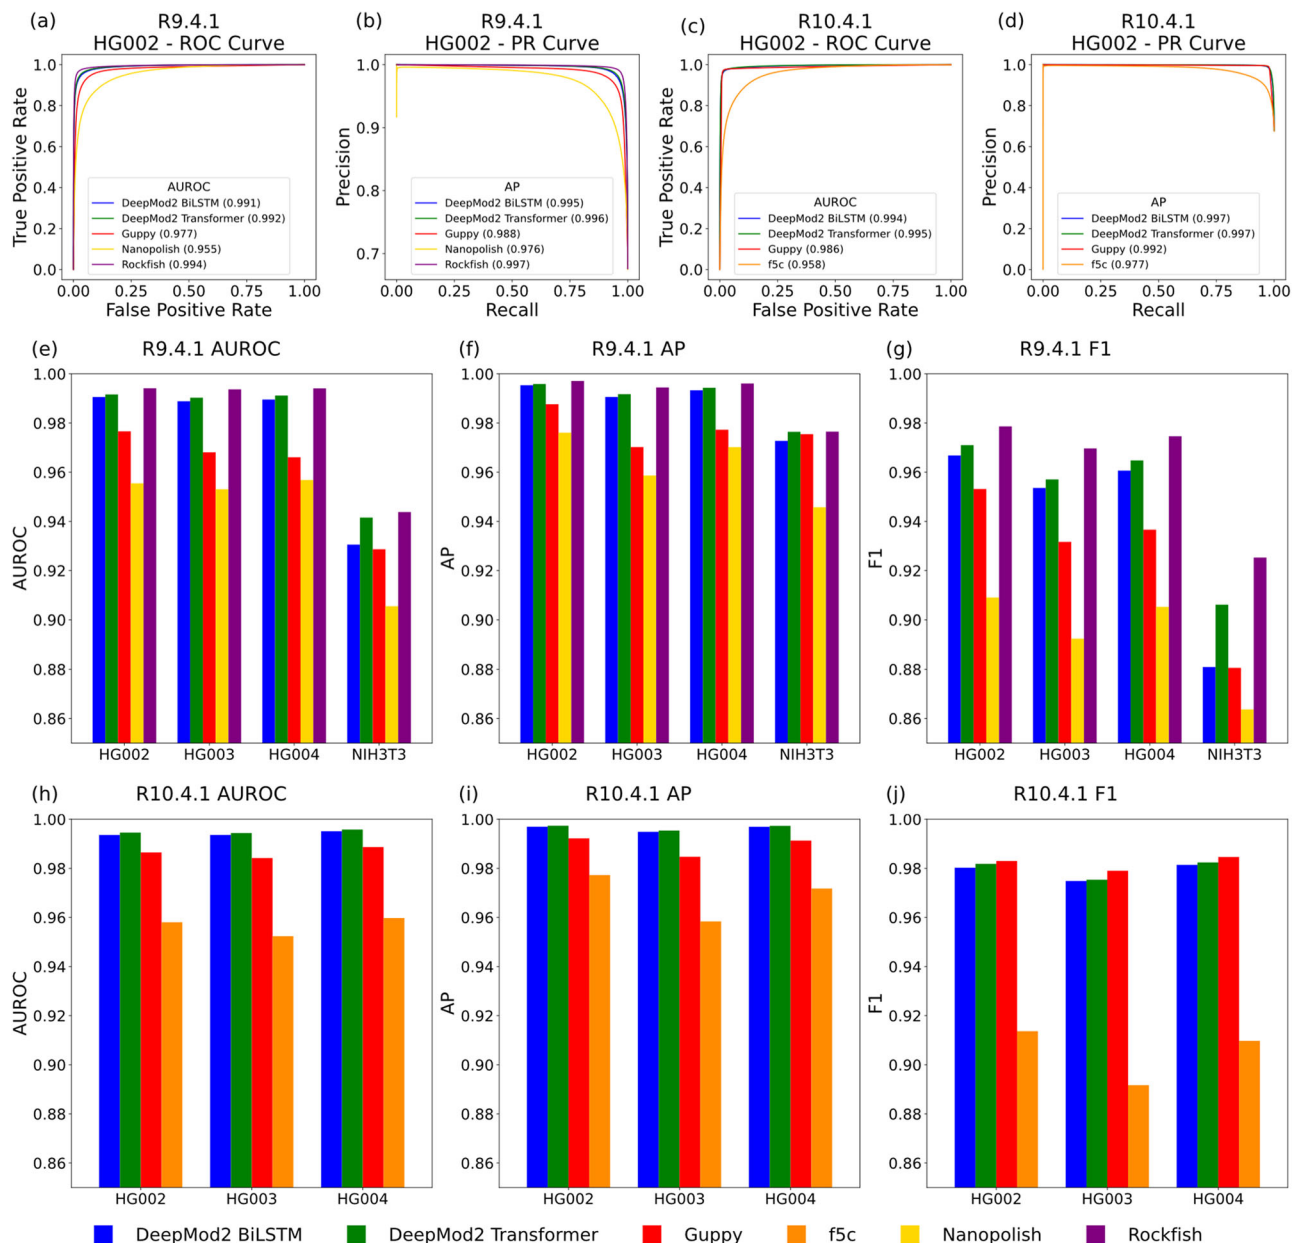 (a) R9.4.1
HG002 - ROC Curve
True Positive Rate
1.0
0.8
0.6
0.4
0.2
0.0
AUROC
DeepMod2 BiLSTM (0.991)
DeepMod2 Transformer (0.992)
Guppy (0.977)
Nanopolish (0.955)
Rockfish (0.994)
0.00 0.25 0.50 0.75 1.00
False Positive Rate
(b) R9.4.1
HG002 - PR Curve
Precision
1.0
0.9
0.8
0.7
AP
DeepMod2 BiLSTM (0.995)
DeepMod2 Transformer (0.996)
Guppy (0.988)
Nanopolish (0.976)
Rockfish (0.997)
0.00 0.25 0.50 0.75 1.00
Recall
(c) R10.4.1
HG002 - ROC Curve
True Positive Rate
1.0
0.8
0.6
0.4
0.2
0.0
AUROC
DeepMod2 BiLSTM (0.994)
DeepMod2 Transformer (0.995)
Guppy (0.986)
f5c (0.958)
0.00 0.25 0.50 0.75 1.00
False Positive Rate
(d) R10.4.1
HG002 - PR Curve
Precision
1.0
0.8
0.6
0.4
0.2
0.0
AP
DeepMod2 BiLSTM (0.997)
DeepMod2 Transformer (0.997)
Guppy (0.992)
f5c (0.977)
0.00 0.25 0.50 0.75 1.00
Recall
(e) R9.4.1 AUROC
AUROC
1.00
0.98
0.96
0.94
0.92
0.90
0.88
0.86
HG002 HG003 HG004 NIH3T3
(f) R9.4.1 AP
AP
1.00
0.98
0.96
0.94
0.92
0.90
0.88
0.86
HG002 HG003 HG004 NIH3T3
(g) R9.4.1 F1
F1
1.00
0.98
0.96
0.94
0.92
0.90
0.88
0.86
HG002 HG003 HG004 NIH3T3
(h) R10.4.1 AUROC
AUROC
1.00
0.98
0.96
0.94
0.92
0.90
0.88
0.86
HG002 HG003 HG004
(i) R10.4.1 AP
AP
1.00
0.98
0.96
0.94
0.92
0.90
0.88
0.86
HG002 HG003 HG004
(j) R10.4.1 F1
F1
1.00
0.98
0.96
0.94
0.92
0.90
0.88
0.86
HG002 HG003 HG004
DeepMod2 BiLSTM DeepMod2 Transformer Guppy f5c Nanopolish Rockfish